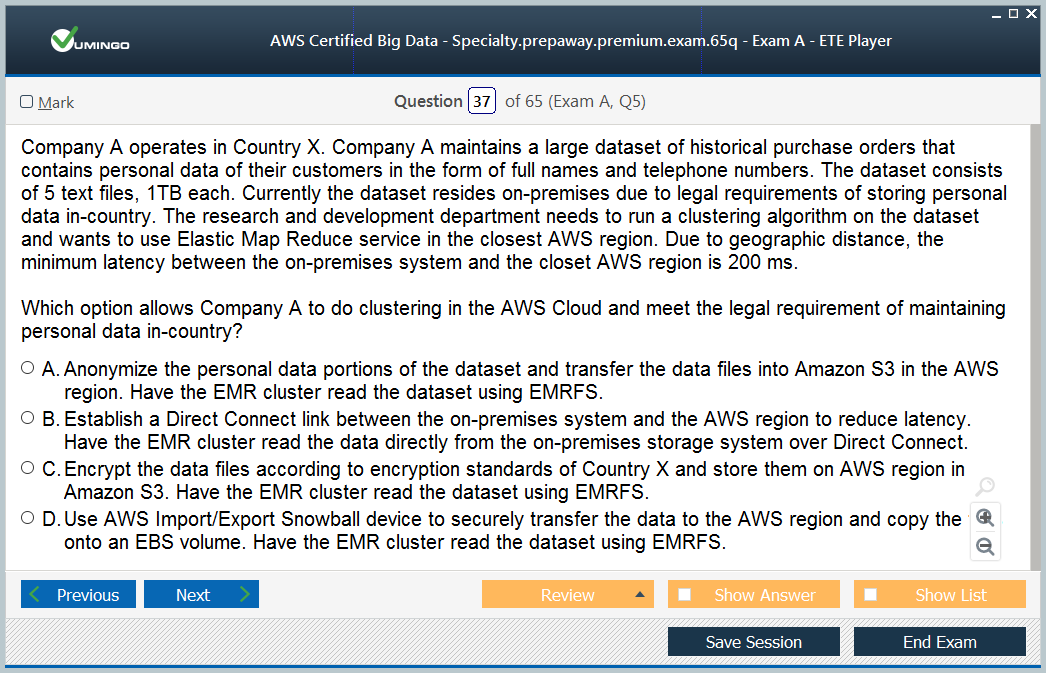 VUMINGO
AWS Certified Big Data - Specialty.prepaway.premium.exam.65q - Exam A - ETE Player
Mark
Question 37 of 65 (Exam A, Q5)
Company A operates in Country X. Company A maintains a large dataset of historical purchase orders that
contains personal data of their customers in the form of full names and telephone numbers. The dataset consists
of 5 text files, 1TB each. Currently the dataset resides on-premises due to legal requirements of storing personal
data in-country. The research and development department needs to run a clustering algorithm on the dataset
and wants to use Elastic Map Reduce service in the closest AWS region. Due to geographic distance, the
minimum latency between the on-premises system and the closet AWS region is 200 ms.
Which option allows Company A to do clustering in the AWS Cloud and meet the legal requirement of maintaining
personal data in-country?
A. Anonymize the personal data portions of the dataset and transfer the data files into Amazon S3 in the AWS
region. Have the EMR cluster read the dataset using EMRFS.
B. Establish a Direct Connect link between the on-premises system and the AWS region to reduce latency.
Have the EMR cluster read the data directly from the on-premises storage system over Direct Connect.
C. Encrypt the data files according to encryption standards of Country X and store them on AWS region in
Amazon S3. Have the EMR cluster read the dataset using EMRFS.
D. Use AWS Import/Export Snowball device to securely transfer the data to the AWS region and copy the
onto an EBS volume. Have the EMR cluster read the dataset using EMRFS.
Previous Next Review Show Answer Show List
Save Session End Exam